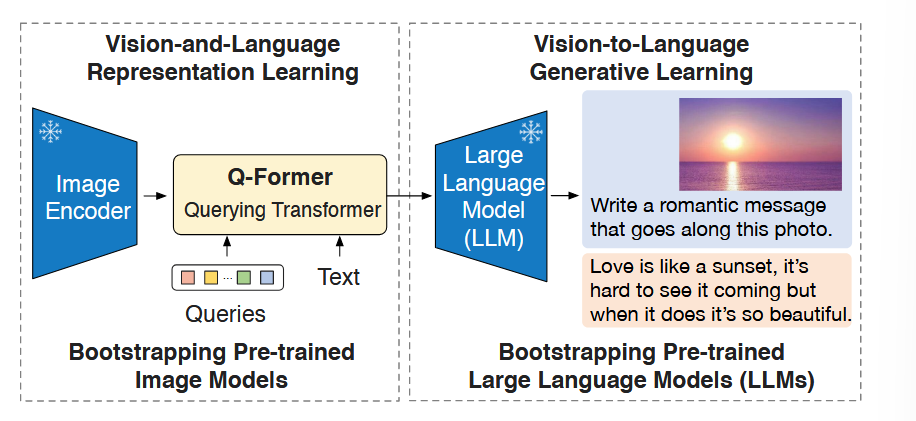 Vision-and-Language
Representation Learning
Image
Encoder
Q-Former
Querying Transformer
...
Queries
Text
Bootstrapping Pre-trained
Image Models
Vision-to-Language
Generative Learning
Large
Language
Model
(LLM)
Write a romantic message
that goes along this photo.
Love is like a sunset, it's
hard to see it coming but
when it does it's so beautiful.
Bootstrapping Pre-trained
Large Language Models (LLMs)